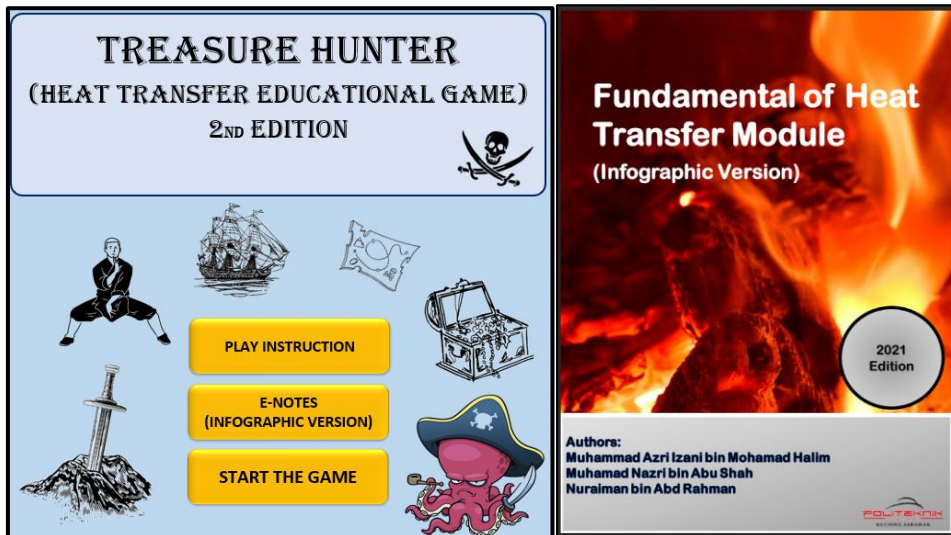 TREASURE HUNTER
(HEAT TRANSFER EDUCATIONAL GAME)
2ND EDITION
PLAY INSTRUCTION
E-NOTES
(INFOGRAPHIC VERSION)
START THE GAME
Fundamental of Heat
Transfer Module
(Infographic Version)
2021
Edition
Authors:
Muhammad Azri Izani bin Mohamad Halim
Muhamad Nazri bin Abu Shah
Nuraiman bin Abd Rahman
POLITEKNIK
KUCHING SARAWAK